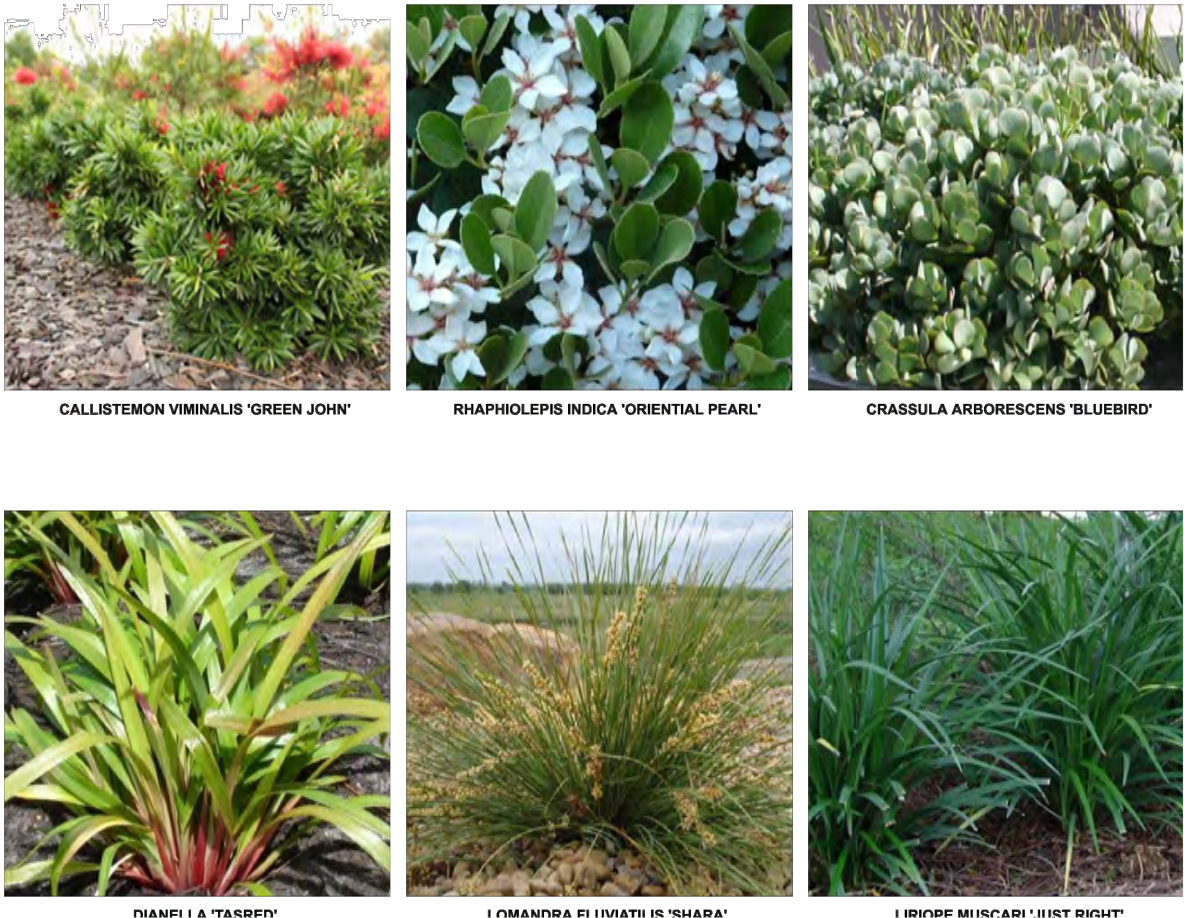 CALLISTEMON VIMINALIS 'GREEN JOHN'
RHAPHIOLEPIS INDICA 'ORIENTIAL PEARL'
CRASSULA ARBORESCENS 'BLUEBIRD'
DIANELLA 'TASRED'
LOMANDRA FLUVIATILIS 'SHARA'
LIRIOPE MUSCARI 'JUST RIGHT'